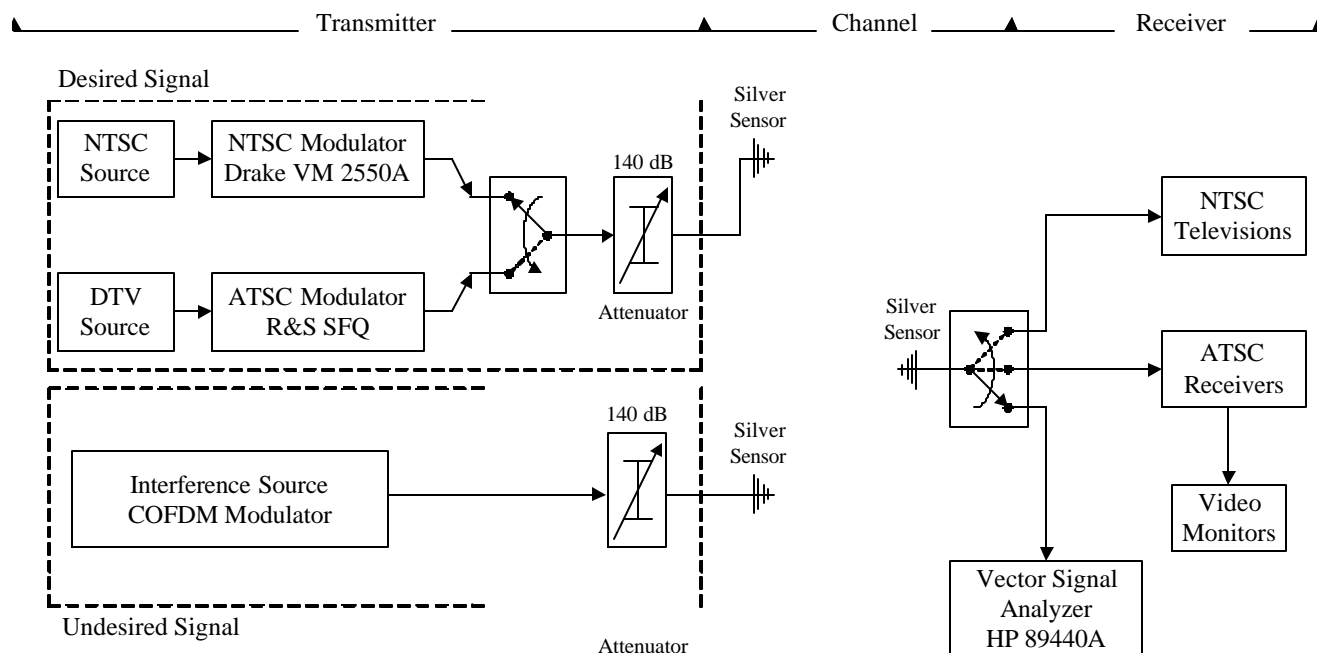 Transmitter
Channel
Receiver
Desired Signal
NTSC
Source
NTSC Modulator
Drake VM 2550A
140 dB
Silver
Sensor
DTV
Source
ATSC Modulator
R&S SFQ
Attenuator
NTSC
Televisions
Silver
Sensor
ATSC
Receivers
140 dB
Silver
Sensor
Interference Source
COFDM Modulator
Video
Monitors
Vector Signal
Analyzer
HP 89440A
Undesired Signal
Attenuator